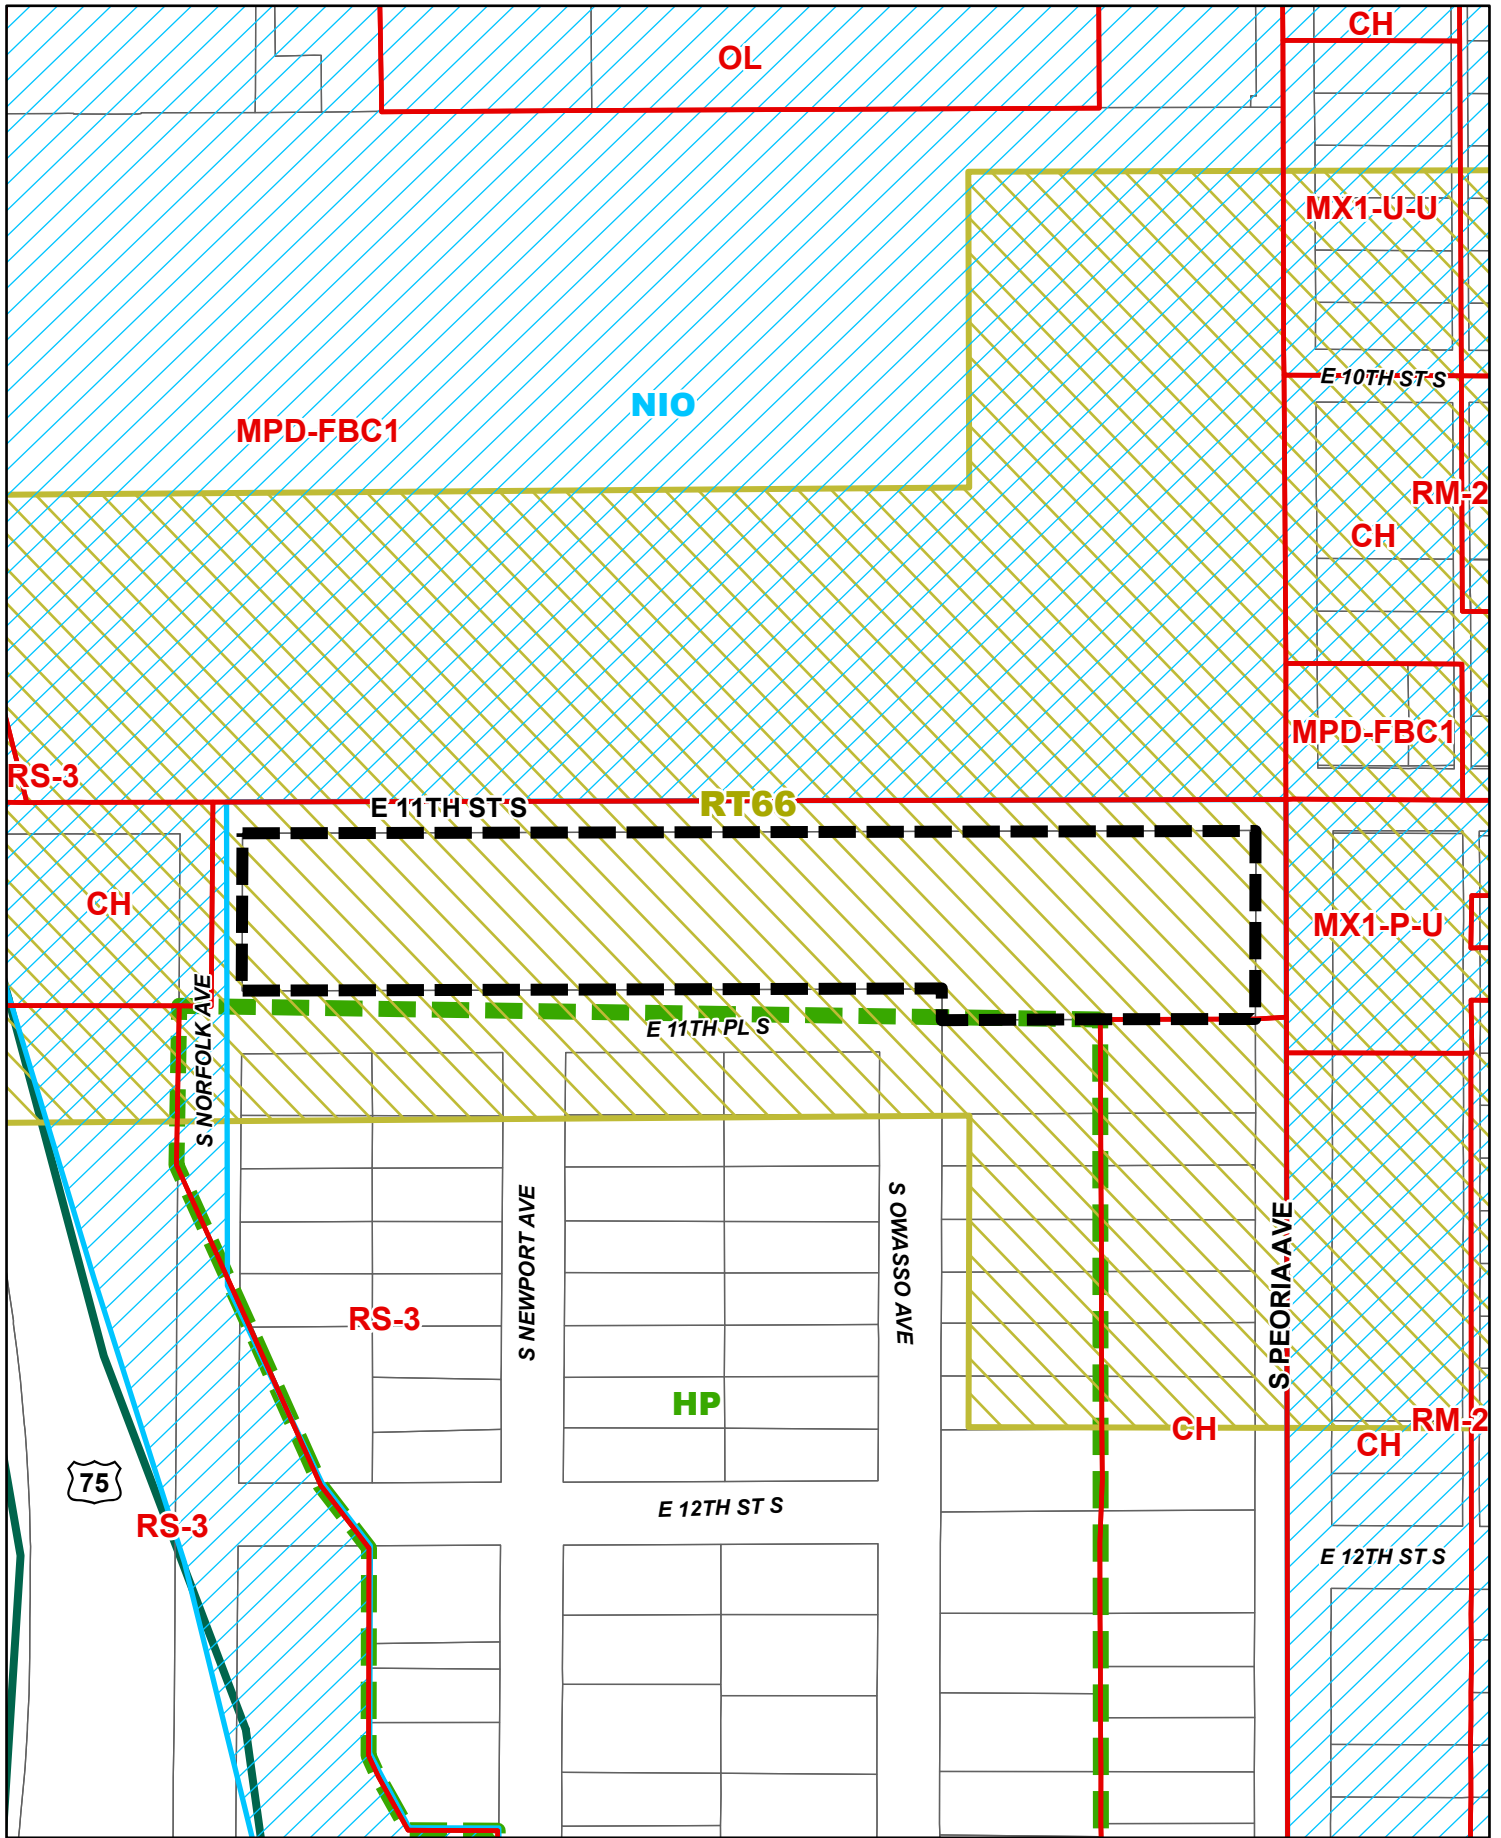 CH
OL
MX1-U-U
E 10TH ST S
NIO
MPD-FBC1
RM-2
CH
MPD-FBC1
RS-3
E 11TH ST S
RT66
CH
MX1-P-U
S NORFOLK AVE
E 11TH PL S
S NEWPORT AVE
S OWASSO AVE
S PEORIA AVE
RS-3
HP
CH
RM-2
CH
75
RS-3
E 12TH ST S
E 12TH ST S